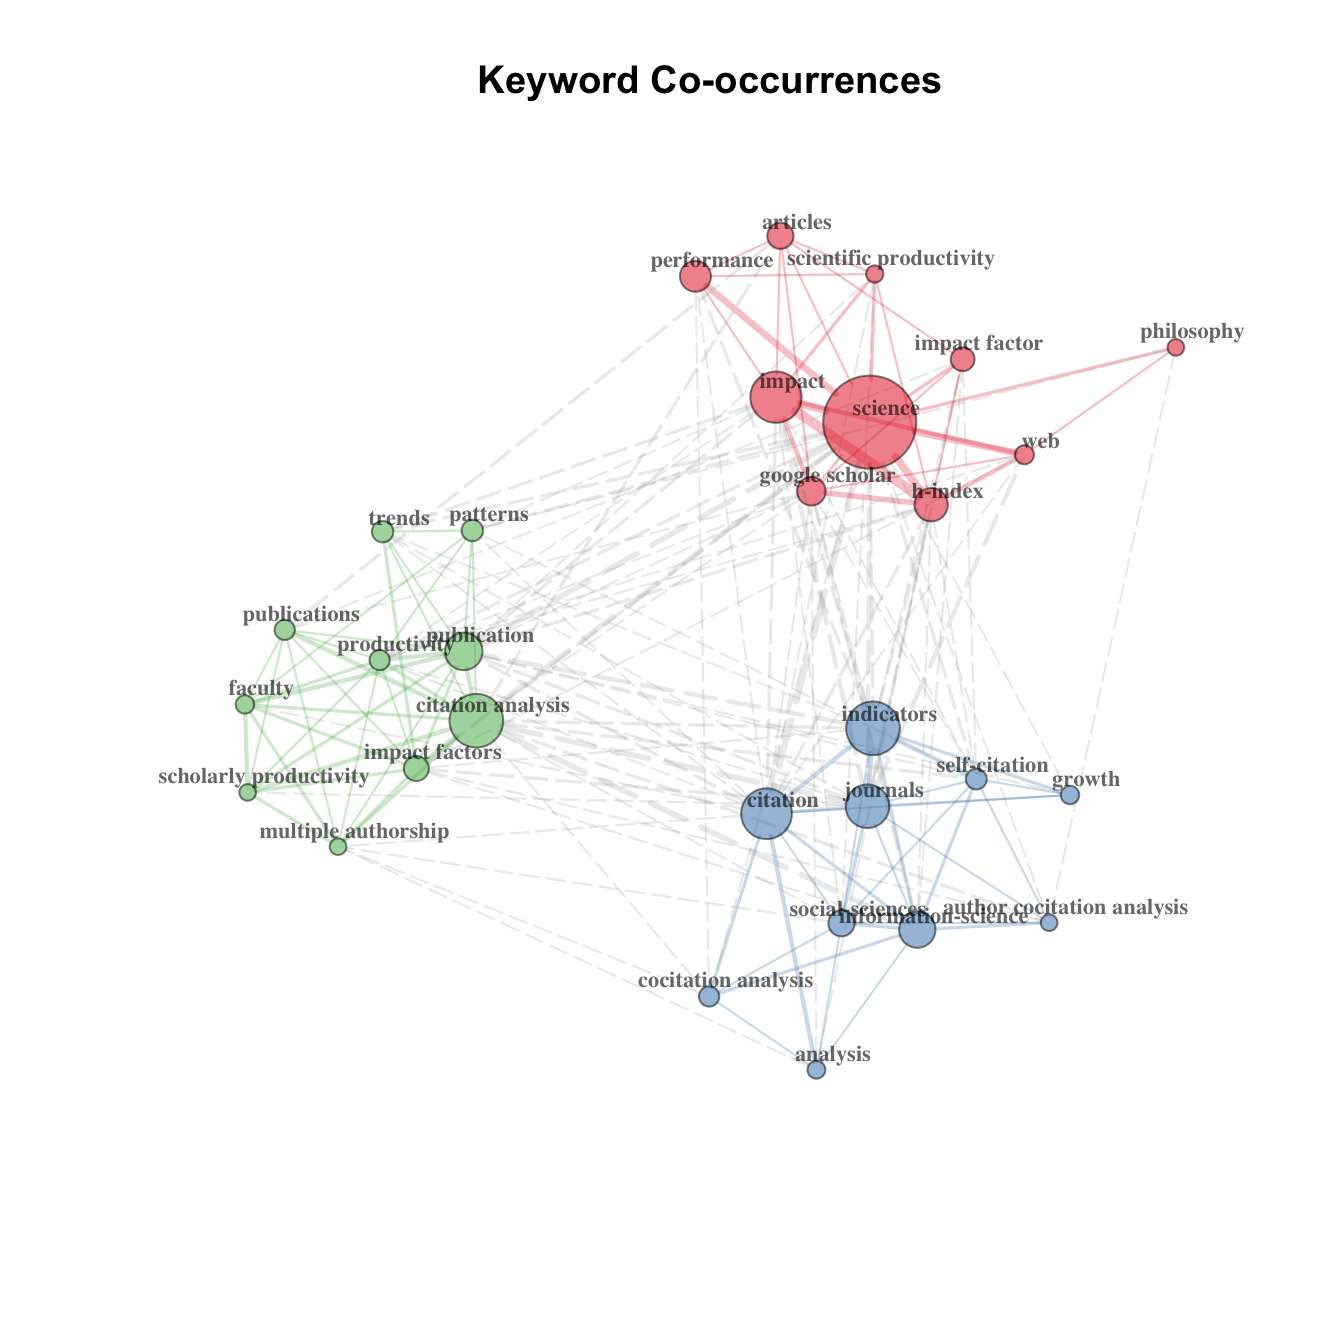 Keyword Co-occurrences
articles
performance
scientific productivity
philosophy
impact factor
impact
science
web
google scholar
h-index
trends
patterns
publications
publication
productivity
faculty
citation analysis
indicators
impact factors
self-citation
scholarly productivity
growth
journals
citation
multiple authorship
social sciences
information-science
author cocitation analysis
cocitation analysis
analysis